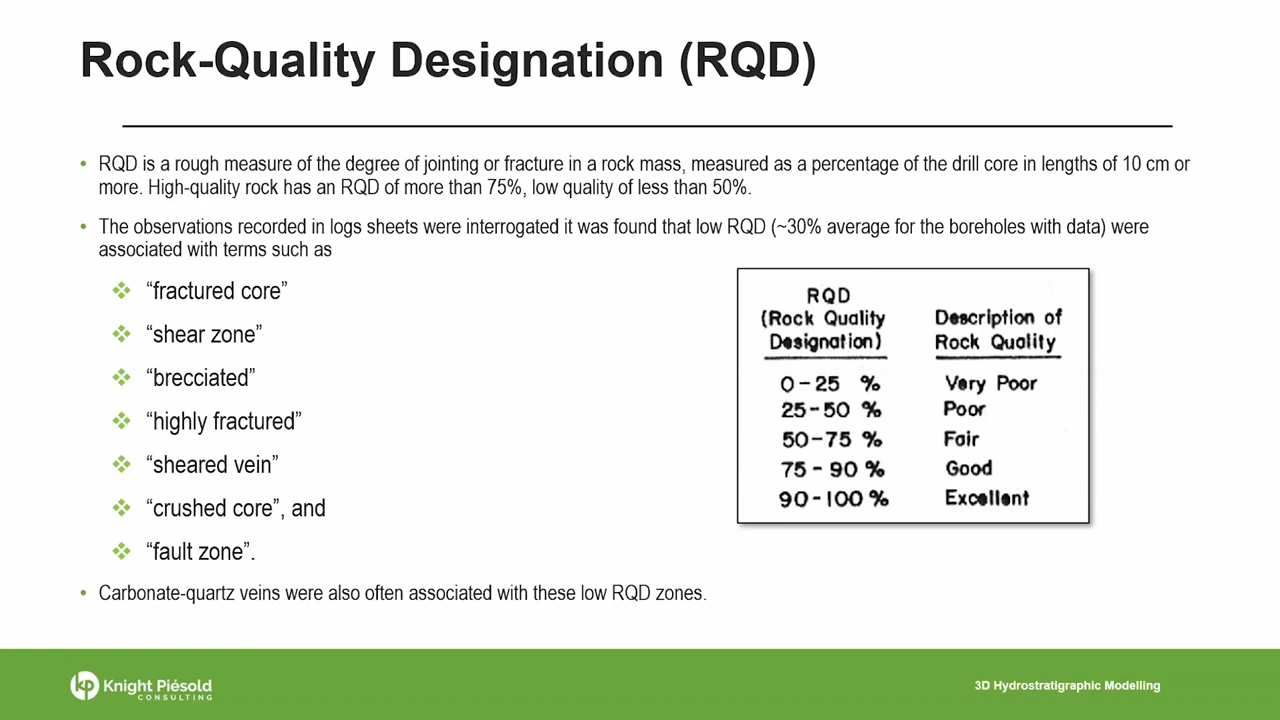 Rock-Quality Designation (RQD)
• RQD is a rough measure of the degree of jointing or fracture in a rock mass, measured as a percentage of the drill core in lengths of 10 cm or
more. High-quality rock has an RQD of more than 75%, low quality of less than 50%.
• The observations recorded in logs sheets were interrogated it was found that low RQD (~30% average for the boreholes with data) were
associated with terms such as
❖ “fractured core”
❖ “shear zone”
❖ “brecciated”
❖ “highly fractured”
❖ “sheared vein”
❖ “crushed core”, and
❖ “fault zone”.
• Carbonate-quartz veins were also often associated with these low RQD zones.
RQD
(Rock Quality Description of
Designation) Rock Quality
0-25 % Very Poor
25-50 % Poor
50-75 % Fair
75-90 % Good
90-100 % Excellent
kp Knight Piésold
CONSULTING
3D Hydrostratigraphic Modelling